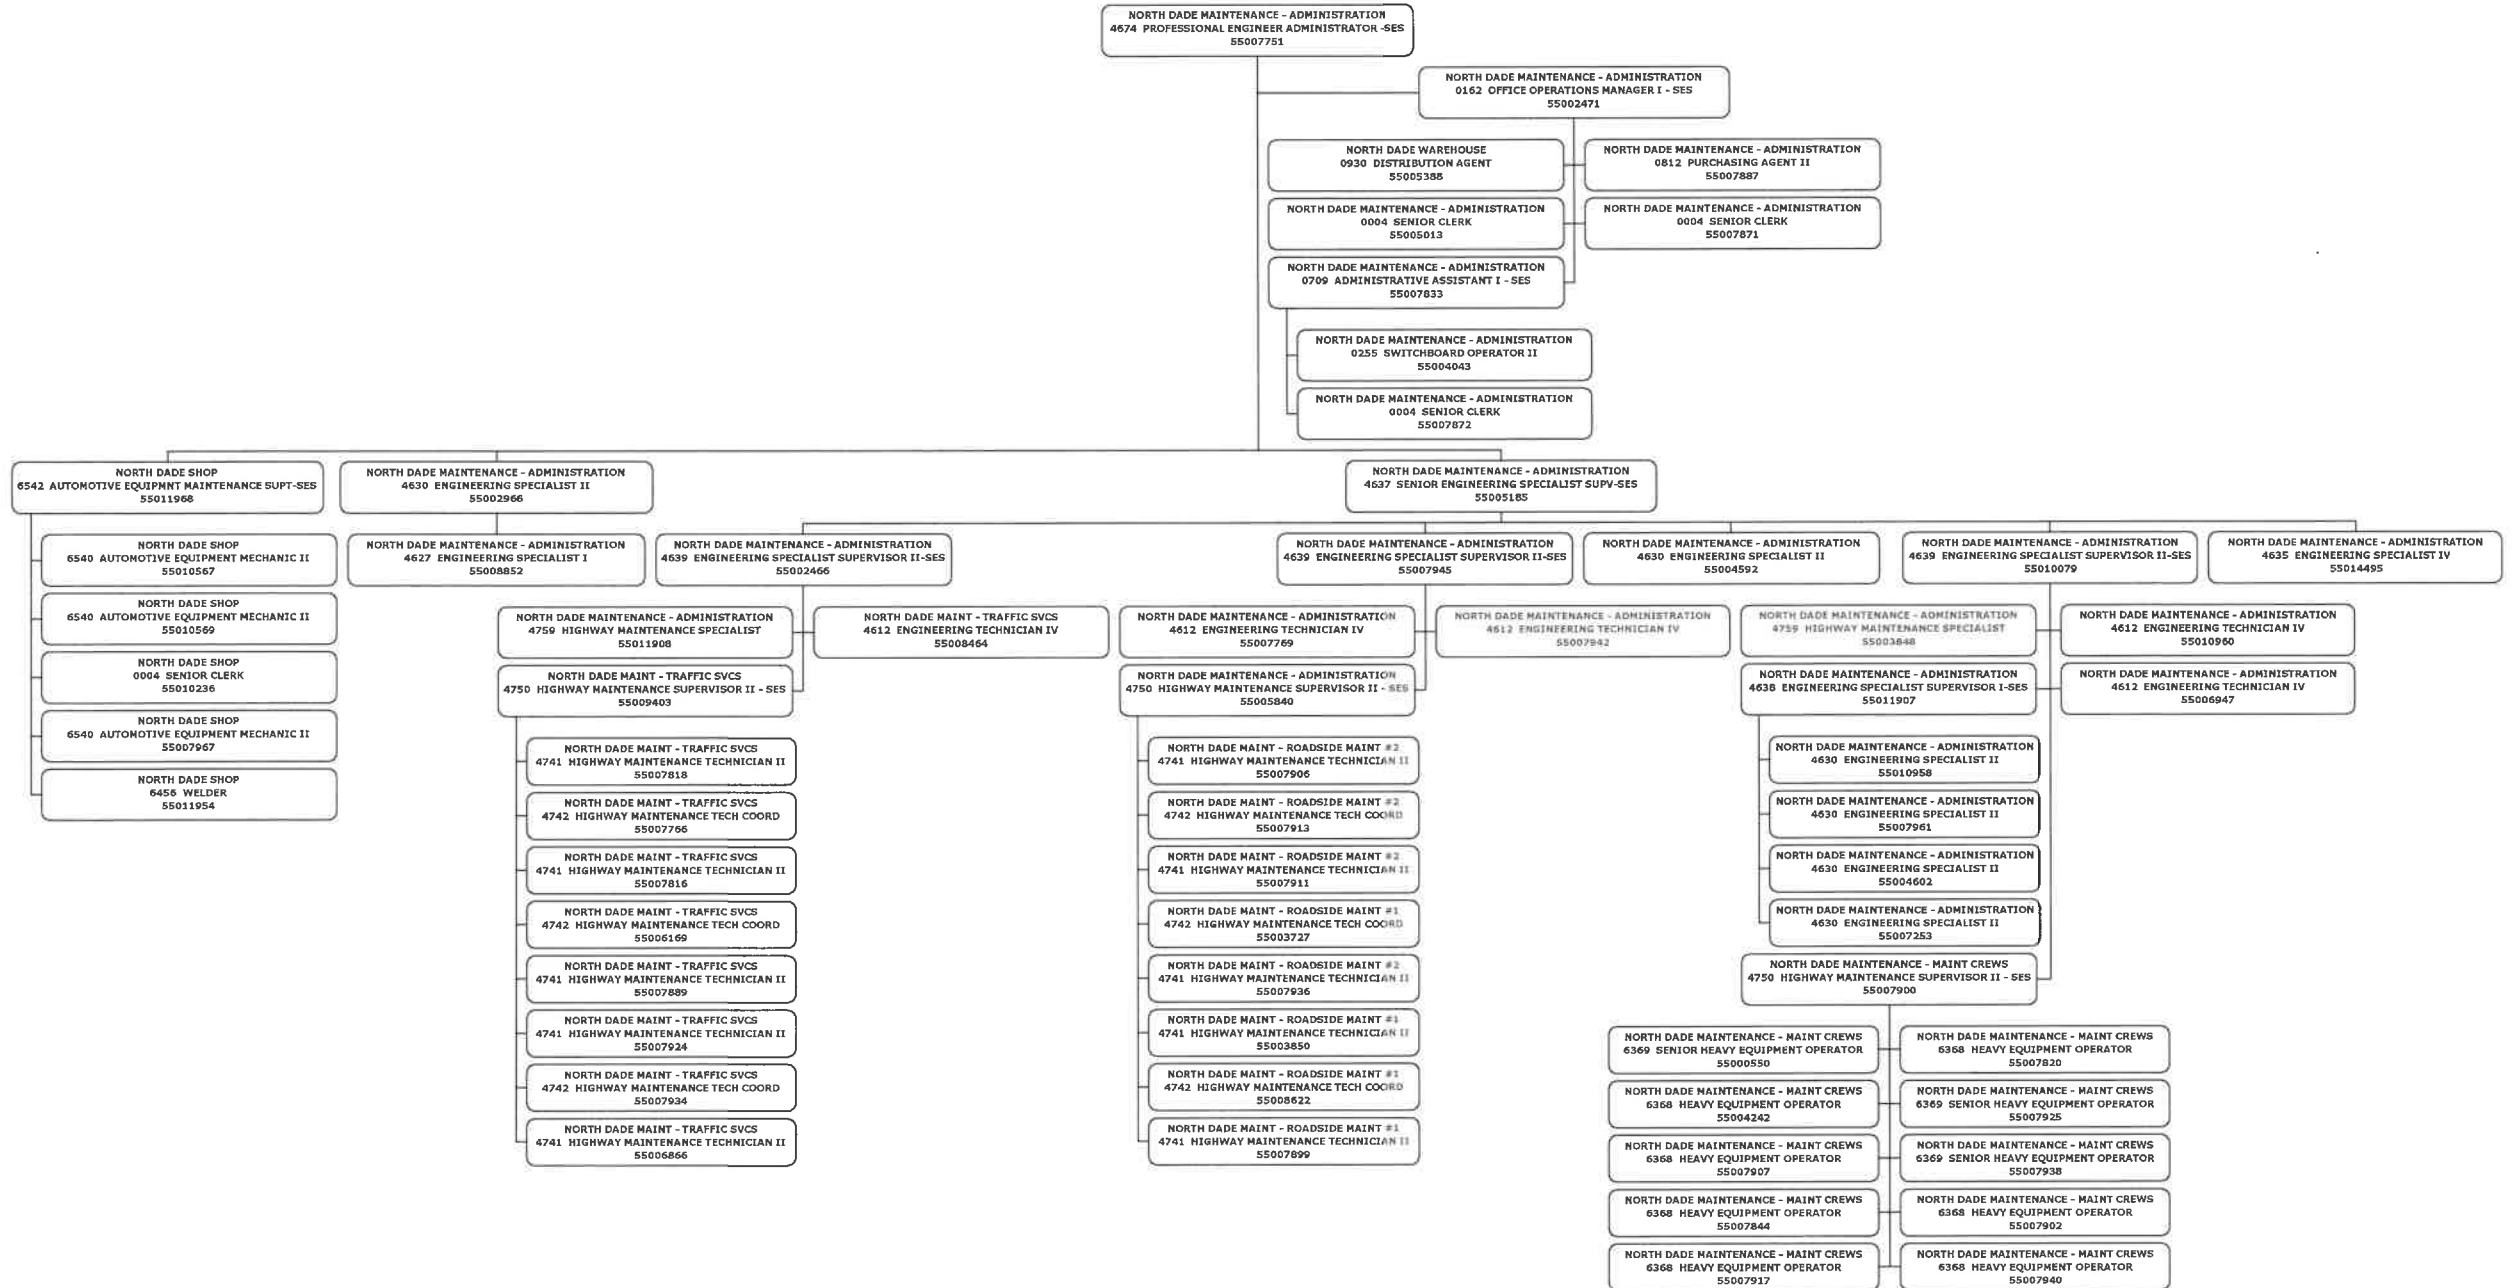 NORTH DADE MAINTENANCE - ADMINISTRATION
4674 PROFESSIONAL ENGINEER ADMINISTRATOR -SES
55007751
NORTH DADE MAINTENANCE - ADMINISTRATION
0162 OFFICE OPERATIONS MANAGER I - SES
55002471
NORTH DADE WAREHOUSE
0930 DISTRIBUTION AGENT
55005388
NORTH DADE MAINTENANCE - ADMINISTRATION
0812 PURCHASING AGENT II
55007887
NORTH DADE MAINTENANCE - ADMINISTRATION
0004 SENIOR CLERK
55005013
NORTH DADE MAINTENANCE - ADMINISTRATION
0004 SENIOR CLERK
55007871
NORTH DADE MAINTENANCE - ADMINISTRATION
0709 ADMINISTRATIVE ASSISTANT I - SES
55007833
NORTH DADE MAINTENANCE - ADMINISTRATION
0255 SWITCHBOARD OPERATOR II
55004043
NORTH DADE MAINTENANCE - ADMINISTRATION
0004 SENIOR CLERK
55007872
NORTH DADE SHOP
6542 AUTOMOTIVE EQUIPMNT MAINTENANCE SUPT-SES
55011968
NORTH DADE SHOP
6540 AUTOMOTIVE EQUIPMENT MECHANIC II
55010567
NORTH DADE SHOP
6540 AUTOMOTIVE EQUIPMENT MECHANIC II
55010569
NORTH DADE SHOP
0004 SENIOR CLERK
55010236
NORTH DADE SHOP
6540 AUTOMOTIVE EQUIPMENT MECHANIC II
55007967
NORTH DADE SHOP
6456 WELDER
55011954
NORTH DADE MAINTENANCE - ADMINISTRATION
4630 ENGINEERING SPECIALIST II
55002966
NORTH DADE MAINTENANCE - ADMINISTRATION
4627 ENGINEERING SPECIALIST I
55008852
NORTH DADE MAINTENANCE - ADMINISTRATION
4637 SENIOR ENGINEERING SPECIALIST SUPV-SES
55005185
NORTH DADE MAINTENANCE - ADMINISTRATION
4639 ENGINEERING SPECIALIST SUPERVISOR II-SES
55002466
NORTH DADE MAINTENANCE - ADMINISTRATION
4759 HIGHWAY MAINTENANCE SPECIALIST
55011908
NORTH DADE MAINT - TRAFFIC SVCS
4612 ENGINEERING TECHNICIAN IV
55008464
NORTH DADE MAINT - TRAFFIC SVCS
4750 HIGHWAY MAINTENANCE SUPERVISOR II - SES
55009403
NORTH DADE MAINT - TRAFFIC SVCS
4741 HIGHWAY MAINTENANCE TECHNICIAN II
55007818
NORTH DADE MAINT - TRAFFIC SVCS
4742 HIGHWAY MAINTENANCE TECH COORD
55007766
NORTH DADE MAINT - TRAFFIC SVCS
4741 HIGHWAY MAINTENANCE TECHNICIAN II
55007816
NORTH DADE MAINT - TRAFFIC SVCS
4742 HIGHWAY MAINTENANCE TECH COORD
55006169
NORTH DADE MAINT - TRAFFIC SVCS
4741 HIGHWAY MAINTENANCE TECHNICIAN II
55007889
NORTH DADE MAINT - TRAFFIC SVCS
4741 HIGHWAY MAINTENANCE TECHNICIAN II
55007924
NORTH DADE MAINT - TRAFFIC SVCS
4742 HIGHWAY MAINTENANCE TECH COORD
55007934
NORTH DADE MAINT - TRAFFIC SVCS
4741 HIGHWAY MAINTENANCE TECHNICIAN II
55006866
NORTH DADE MAINTENANCE - ADMINISTRATION
4639 ENGINEERING SPECIALIST SUPERVISOR II-SES
55007945
NORTH DADE MAINTENANCE - ADMINISTRATION
4612 ENGINEERING TECHNICIAN IV
55007769
NORTH DADE MAINTENANCE - ADMINISTRATION
4612 ENGINEERING TECHNICIAN IV
55007942
NORTH DADE MAINTENANCE - ADMINISTRATION
4750 HIGHWAY MAINTENANCE SUPERVISOR II - SES
55005840
NORTH DADE MAINT - ROADSIDE MAINT #2
4741 HIGHWAY MAINTENANCE TECHNICIAN II
55007906
NORTH DADE MAINT - ROADSIDE MAINT #2
4742 HIGHWAY MAINTENANCE TECH COORD
55007913
NORTH DADE MAINT - ROADSIDE MAINT #2
4741 HIGHWAY MAINTENANCE TECHNICIAN II
55007911
NORTH DADE MAINT - ROADSIDE MAINT #1
4742 HIGHWAY MAINTENANCE TECH COORD
55003727
NORTH DADE MAINT - ROADSIDE MAINT #2
4741 HIGHWAY MAINTENANCE TECHNICIAN II
55007936
NORTH DADE MAINT - ROADSIDE MAINT #1
4741 HIGHWAY MAINTENANCE TECHNICIAN II
55003850
NORTH DADE MAINT - ROADSIDE MAINT #1
4742 HIGHWAY MAINTENANCE TECH COORD
55008622
NORTH DADE MAINT - ROADSIDE MAINT #1
4741 HIGHWAY MAINTENANCE TECHNICIAN II
55007899
NORTH DADE MAINTENANCE - ADMINISTRATION
4630 ENGINEERING SPECIALIST II
55004592
NORTH DADE MAINTENANCE - ADMINISTRATION
4639 ENGINEERING SPECIALIST SUPERVISOR II-SES
55010079
NORTH DADE MAINTENANCE - ADMINISTRATION
4635 ENGINEERING SPECIALIST IV
55014495
NORTH DADE MAINTENANCE - ADMINISTRATION
4759 HIGHWAY MAINTENANCE SPECIALIST
55003848
NORTH DADE MAINTENANCE - ADMINISTRATION
4612 ENGINEERING TECHNICIAN IV
55010960
NORTH DADE MAINTENANCE - ADMINISTRATION
4638 ENGINEERING SPECIALIST SUPERVISOR I-SES
55011907
NORTH DADE MAINTENANCE - ADMINISTRATION
4612 ENGINEERING TECHNICIAN IV
55006947
NORTH DADE MAINTENANCE - ADMINISTRATION
4630 ENGINEERING SPECIALIST II
55010958
NORTH DADE MAINTENANCE - ADMINISTRATION
4630 ENGINEERING SPECIALIST II
55007961
NORTH DADE MAINTENANCE - ADMINISTRATION
4630 ENGINEERING SPECIALIST II
55004602
NORTH DADE MAINTENANCE - ADMINISTRATION
4630 ENGINEERING SPECIALIST II
55007253
NORTH DADE MAINTENANCE - MAINT CREWS
4750 HIGHWAY MAINTENANCE SUPERVISOR II - SES
55007900
NORTH DADE MAINTENANCE - MAINT CREWS
6369 SENIOR HEAVY EQUIPMENT OPERATOR
55000550
NORTH DADE MAINTENANCE - MAINT CREWS
6368 HEAVY EQUIPMENT OPERATOR
55007820
NORTH DADE MAINTENANCE - MAINT CREWS
6368 HEAVY EQUIPMENT OPERATOR
55004242
NORTH DADE MAINTENANCE - MAINT CREWS
6369 SENIOR HEAVY EQUIPMENT OPERATOR
55007925
NORTH DADE MAINTENANCE - MAINT CREWS
6368 HEAVY EQUIPMENT OPERATOR
55007907
NORTH DADE MAINTENANCE - MAINT CREWS
6369 SENIOR HEAVY EQUIPMENT OPERATOR
55007938
NORTH DADE MAINTENANCE - MAINT CREWS
6368 HEAVY EQUIPMENT OPERATOR
55007844
NORTH DADE MAINTENANCE - MAINT CREWS
6368 HEAVY EQUIPMENT OPERATOR
55007902
NORTH DADE MAINTENANCE - MAINT CREWS
6368 HEAVY EQUIPMENT OPERATOR
55007917
NORTH DADE MAINTENANCE - MAINT CREWS
6368 HEAVY EQUIPMENT OPERATOR
55007940